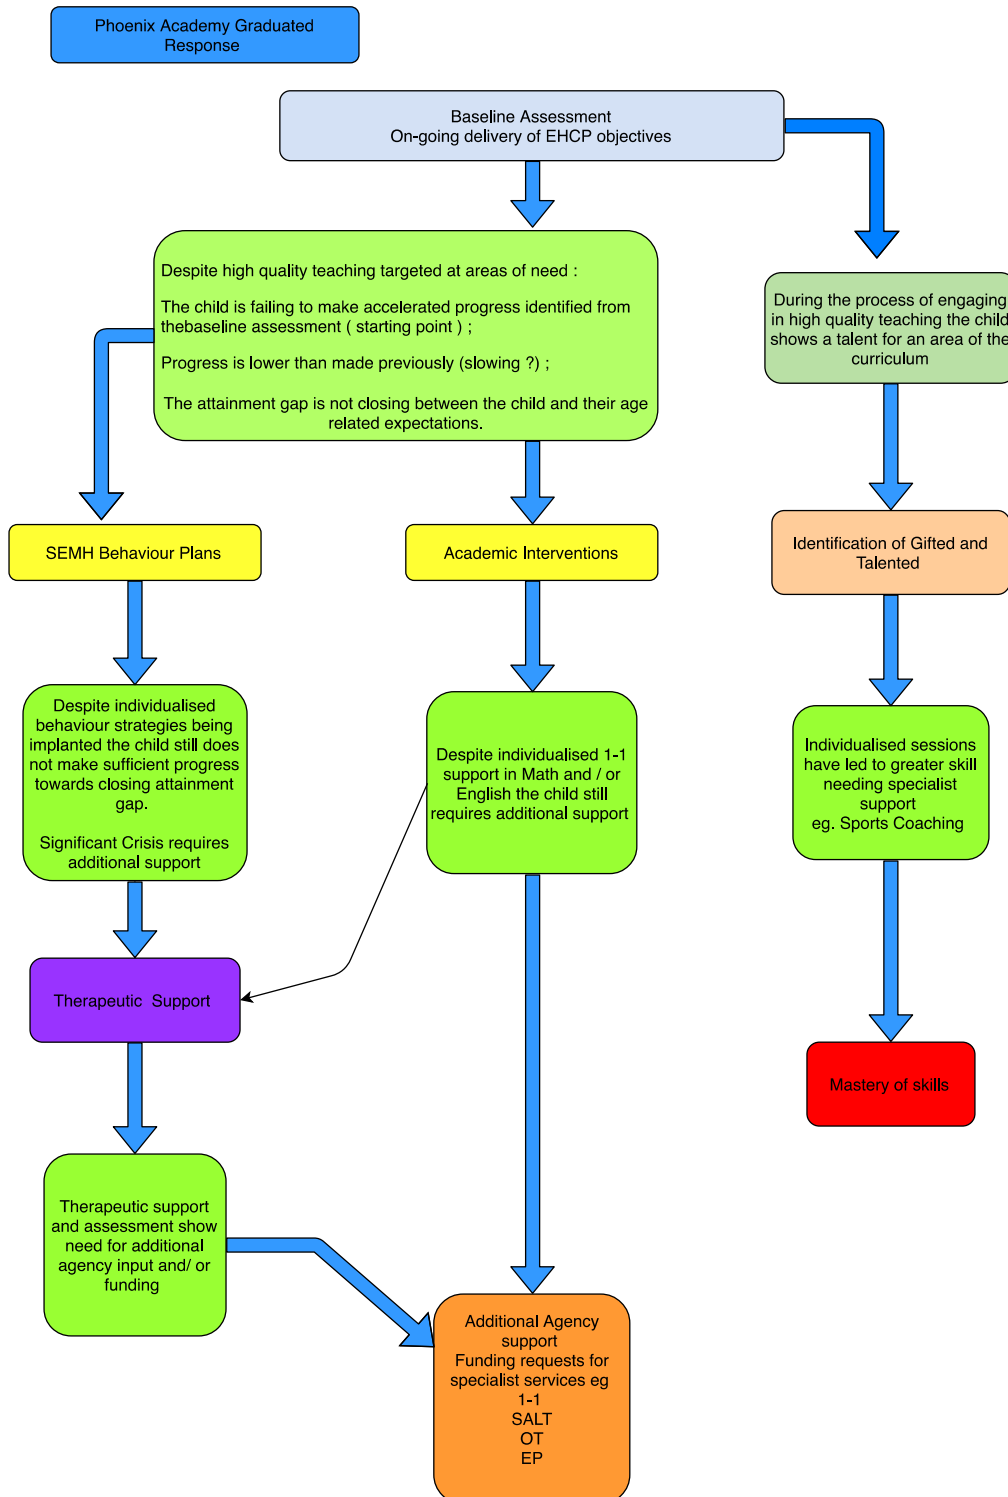 Phoenix Academy Graduated
Response
Baseline Assessment
On-going delivery of EHCP objectives
Despite high quality teaching targeted at areas of need :
The child is failing to make accelerated progress identified from
thebaseline assessment ( starting point ) ;
Progress is lower than made previously (slowing ?) ;
The attainment gap is not closing between the child and their age
related expectations.
During the process of engaging
in high quality teaching the child
shows a talent for an area of the
curriculum
SEMH Behaviour Plans
Academic Interventions
Identification of Gifted and
Talented
Despite individualised
behaviour strategies being
implanted the child still does
not make sufficient progress
towards closing attainment
gap.
Significant Crisis requires
additional support
Despite individualised 1-1
support in Math and / or
English the child still
requires additional support
Individualised sessions
have led to greater skill
needing specialist
support
eg. Sports Coaching
Therapeutic  Support
Mastery of skills
Therapeutic support
and assessment show
need for additional
agency input and/ or
funding
Additional Agency
support
Funding requests for
specialist services eg
1-1
SALT
OT
EP